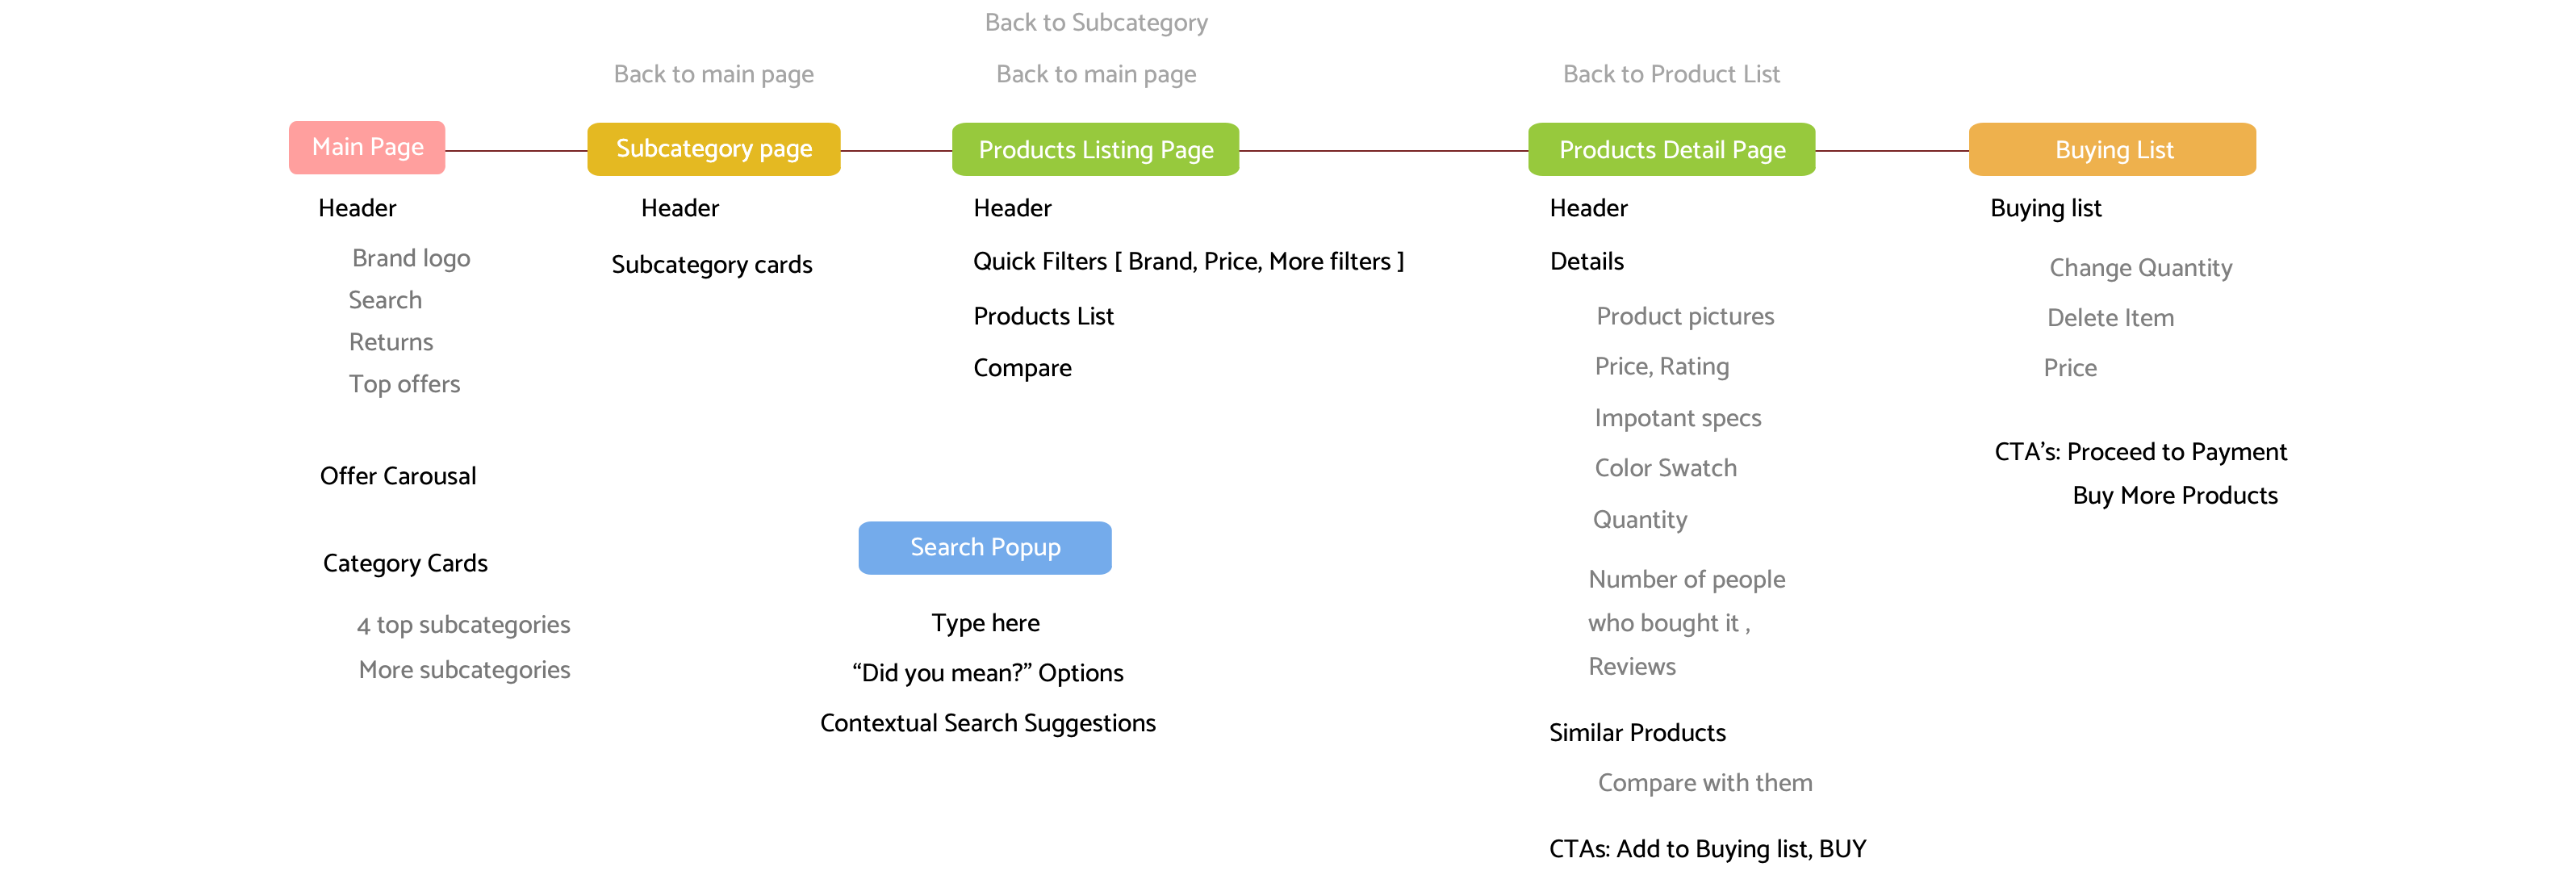 Back to Subcategory
Back to main page
Back to main page
Back to Product List
Main Page
Subcategory page
Products Listing Page
Products Detail Page
Buying List
Header
Brand logo
Search
Returns
Top offers
Offer Carousal
Category Cards
4 top subcategories
More subcategories
Header
Subcategory cards
Header
Quick Filters [ Brand, Price, More filters ]
Products List
Compare
Search Popup
Type here
“Did you mean?” Options
Contextual Search Suggestions
Header
Details
Product pictures
Price, Rating
Impotant specs
Color Swatch
Quantity
Number of people
who bought it ,
Reviews
Similar Products
Compare with them
CTAs: Add to Buying list, BUY
Buying list
Change Quantity
Delete Item
Price
CTA’s: Proceed to Payment
Buy More Products